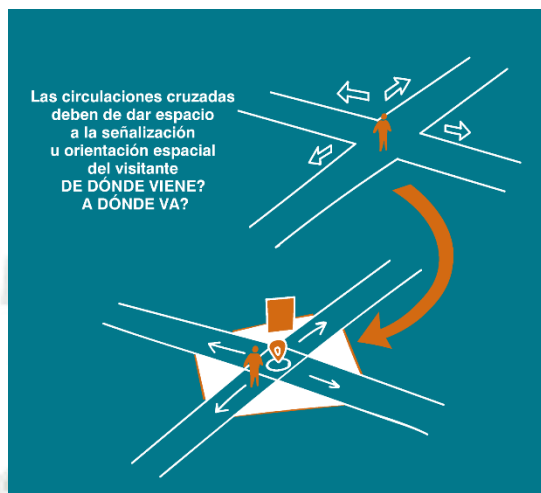 Las circulaciones cruzadas
deben de dar espacio
a la señalización
u orientación espacial
del visitante
DE DÓNDE VIENE?
A DÓNDE VA?